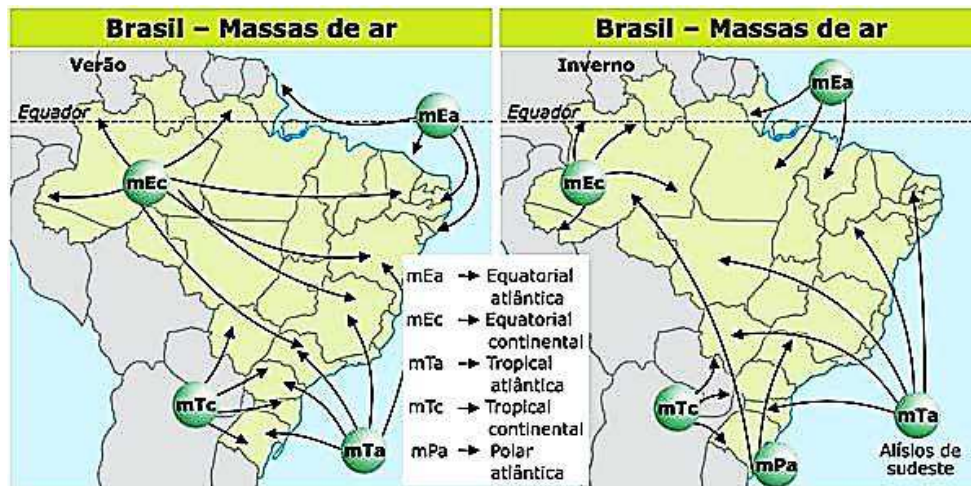 Brasil – Massas de ar
Verão
Equador
mEa
mEc
mTc
mTa
mEa → Equatorial
atlântica
mEc → Equatorial
continental
mTa → Tropical
atlântica
mTc → Tropical
continental
mPa → Polar
atlântica
Brasil – Massas de ar
Inverno
Equador
mEa
mEc
mTc
mPa
mTa
Alísios de
sudeste